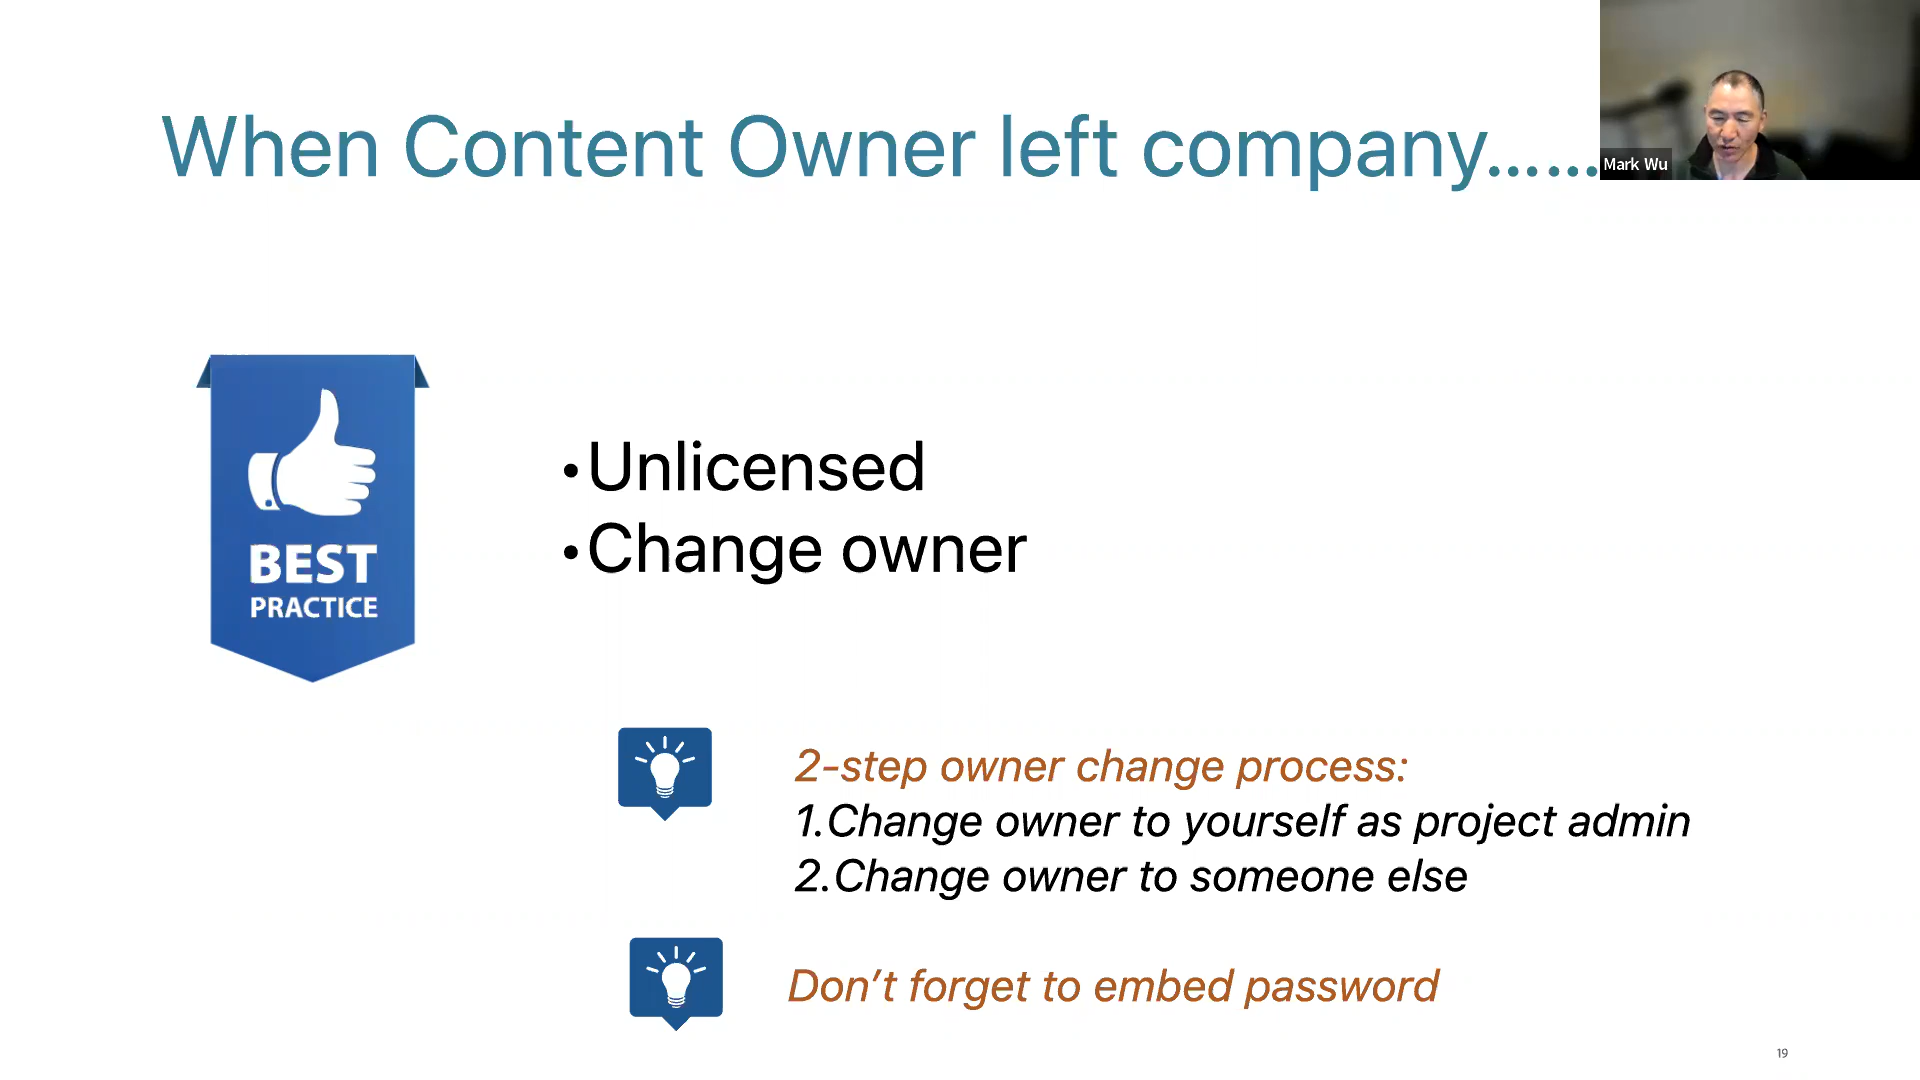 When Content Owner left company......
Mark Wu
BEST
PRACTICE
•Unlicensed
•Change owner
2-step owner change process:
1.Change owner to yourself as project admin
2.Change owner to someone else
Don’t forget to embed password
19